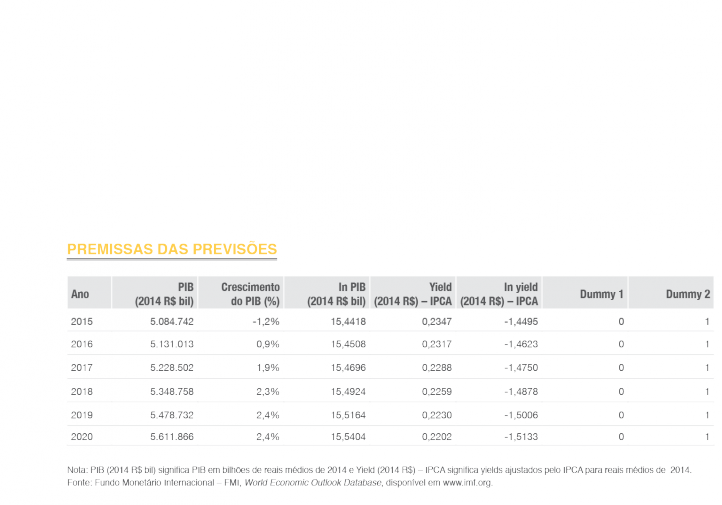 PREMISSAS DAS PREVISÕES
Ano PIB (2014 R$ bil) Crescimento do PIB (%) ln PIB (2014 R$ bil) Yield (2014 R$) – IPCA ln yield (2014 R$) – IPCA Dummy 1 Dummy 2
2015 5.084.742 -1,2% 15,4418 0,2347 -1,4495 0 1
2016 5.131.013 0,9% 15,4508 0,2317 -1,4623 0 1
2017 5.228.502 1,9% 15,4696 0,2288 -1,4750 0 1
2018 5.348.758 2,3% 15,4924 0,2259 -1,4878 0 1
2019 5.478.732 2,4% 15,5164 0,2230 -1,5006 0 1
2020 5.611.866 2,4% 15,5404 0,2202 -1,5133 0 1
Nota: PIB (2014 R$ bil) significa PIB em bilhões de reais médios de 2014 e Yield (2014 R$) – IPCA significa yields ajustados pelo IPCA para reais médios de 2014.
Fonte: Fundo Monetário Internacional – FMI, World Economic Outlook Database, disponível em www.imf.org.